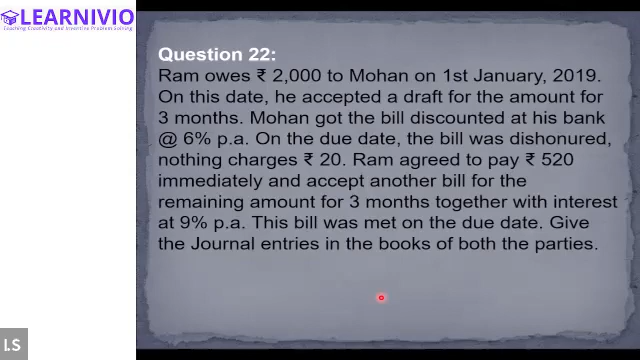 LEARNIVIO
Teaching Creativity and Inventive Problem Solving
Question 22:
Ram owes ₹ 2,000 to Mohan on 1st January, 2019.
On this date, he accepted a draft for the amount for
3 months. Mohan got the bill discounted at his bank
@ 6% p.a. On the due date, the bill was dishonured,
nothing charges ₹ 20. Ram agreed to pay ₹ 520
immediately and accept another bill for the
remaining amount for 3 months together with interest
at 9% p.a. This bill was met on the due date. Give
the Journal entries in the books of both the parties.
I.S